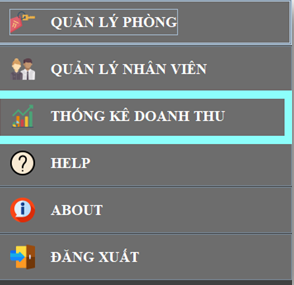 QUẢN LÝ PHÒNG
QUẢN LÝ NHÂN VIÊN
THỐNG KÊ DOANH THU
HELP
ABOUT
ĐĂNG XUẤT